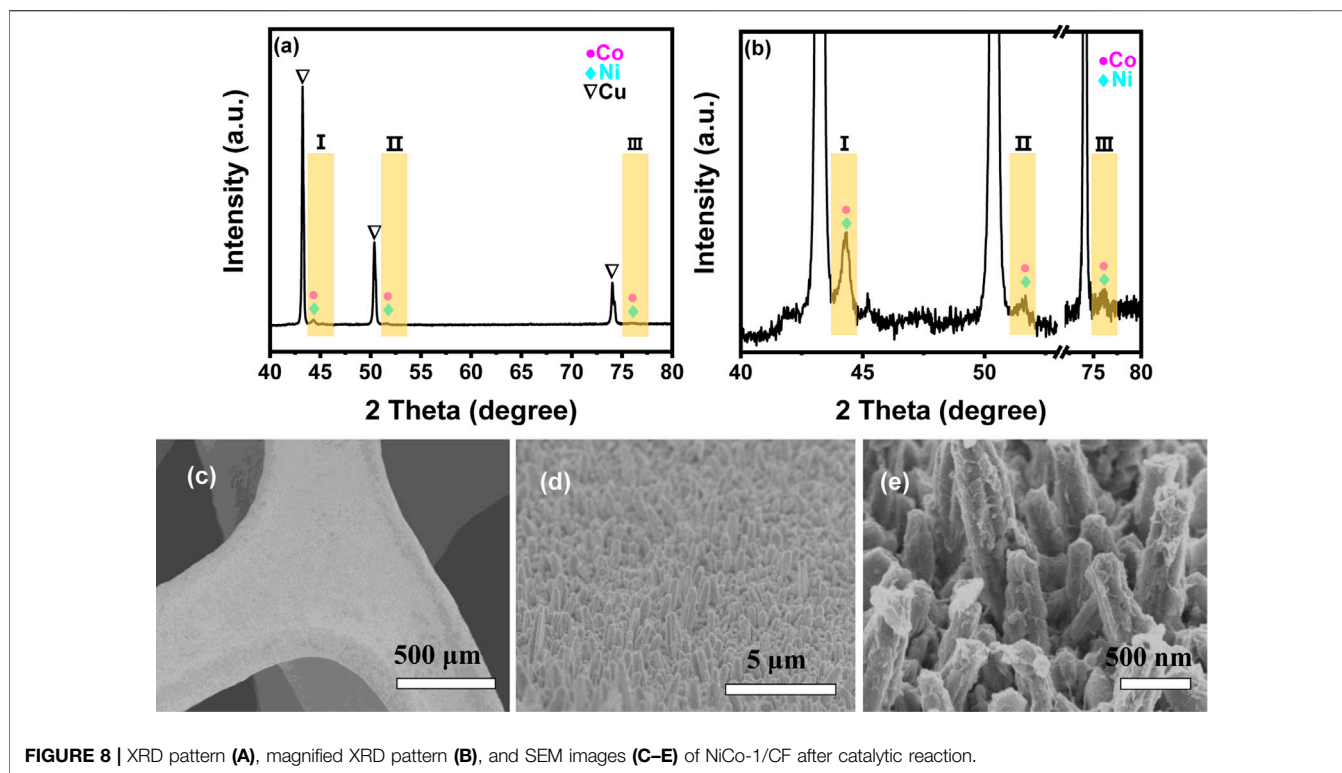 (a)
Co
Ni
Cu
I II III
Intensity (a.u.)
40 45 50 55 60 65 70 75 80
2 Theta (degree)
(b)
Co
Ni
I II III
Intensity (a.u.)
40 45 50 75 80
2 Theta (degree)
(c)
500 μm
(d)
5 μm
(e)
500 nm
FIGURE 8 | XRD pattern (A), magnified XRD pattern (B), and SEM images (C–E) of NiCo-1/CF after catalytic reaction.